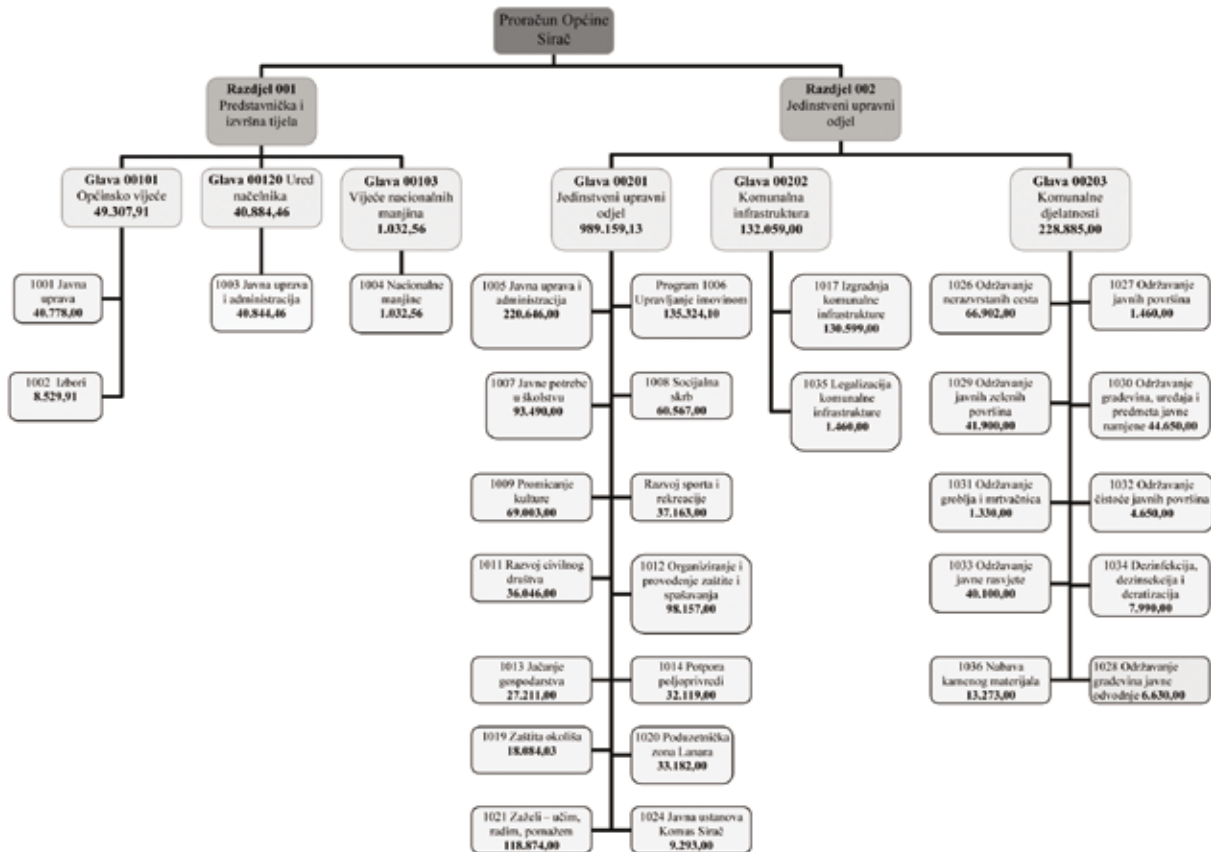 Proračun Općine
Sirač
Razdjel 001
Predstavnička i
izvršna tijela
Razdjel 002
Jedinstveni upravni
odjel
Glava 00101
Općinsko vijeće
49.307,91
Glava 00120 Ured
načelnika
40.884,46
Glava 00103
Vijeće nacionalnih
manjina
1.032,56
Glava 00201
Jedinstveni upravni
odjel
989.159,13
Glava 00202
Komunalna
infrastruktura
132.059,00
Glava 00203
Komunalne
djelatnosti
228.885,00
1001 Javna
uprava
40.778,00
1003 Javna uprava
i administracija
40.844,46
1004 Nacionalne
manjine
1.032,56
1002 Izbori
8.529,91
1005 Javna uprava i
administracija
220.646,00
Program 1006
Upravljanje imovinom
135.324,10
1007 Javne potrebe
u školstvu
93.490,00
1008 Socijalna
skrb
60.567,00
1009 Promicanje
kulture
69.003,00
Razvoj sporta i
rekreacije
37.163,00
1011 Razvoj civilnog
društva
36.046,00
1012 Organiziranje i
provođenje zaštite i
spašavanja
98.157,00
1013 Jačanje
gospodarstva
27.211,00
1014 Potpora
poljoprivredi
32.119,00
1019 Zaštita okoliša
18.084,03
1020 Poduzetnička
zona Lanara
33.182,00
1021 Zaželi – učim,
radim, pomažem
118.874,00
1024 Javna ustanova
Komus Sirač
9.293,00
1017 Izgradnja
komunalne
infrastrukture
130.599,00
1035 Legalizacija
komunalne
infrastrukture
1.460,00
1026 Održavanje
nerazvrstanih cesta
66.902,00
1027 Održavanje
javnih površina
1.460,00
1029 Održavanje
javnih zelenih
površina
41.900,00
1030 Održavanje
građevina, uređaja i
predmeta javne
namjene 44.650,00
1031 Održavanje
groblja i mrtvačnica
1.330,00
1032 Održavanje
čistoće javnih površina
4.650,00
1033 Održavanje
javne rasvjete
40.100,00
1034 Dezinfekcija,
dezinsekcija i
deratizacija
7.990,00
1036 Nabava
kamenog materijala
13.273,00
1028 Održavanje
građevina javne
odvodnje 6.630,00